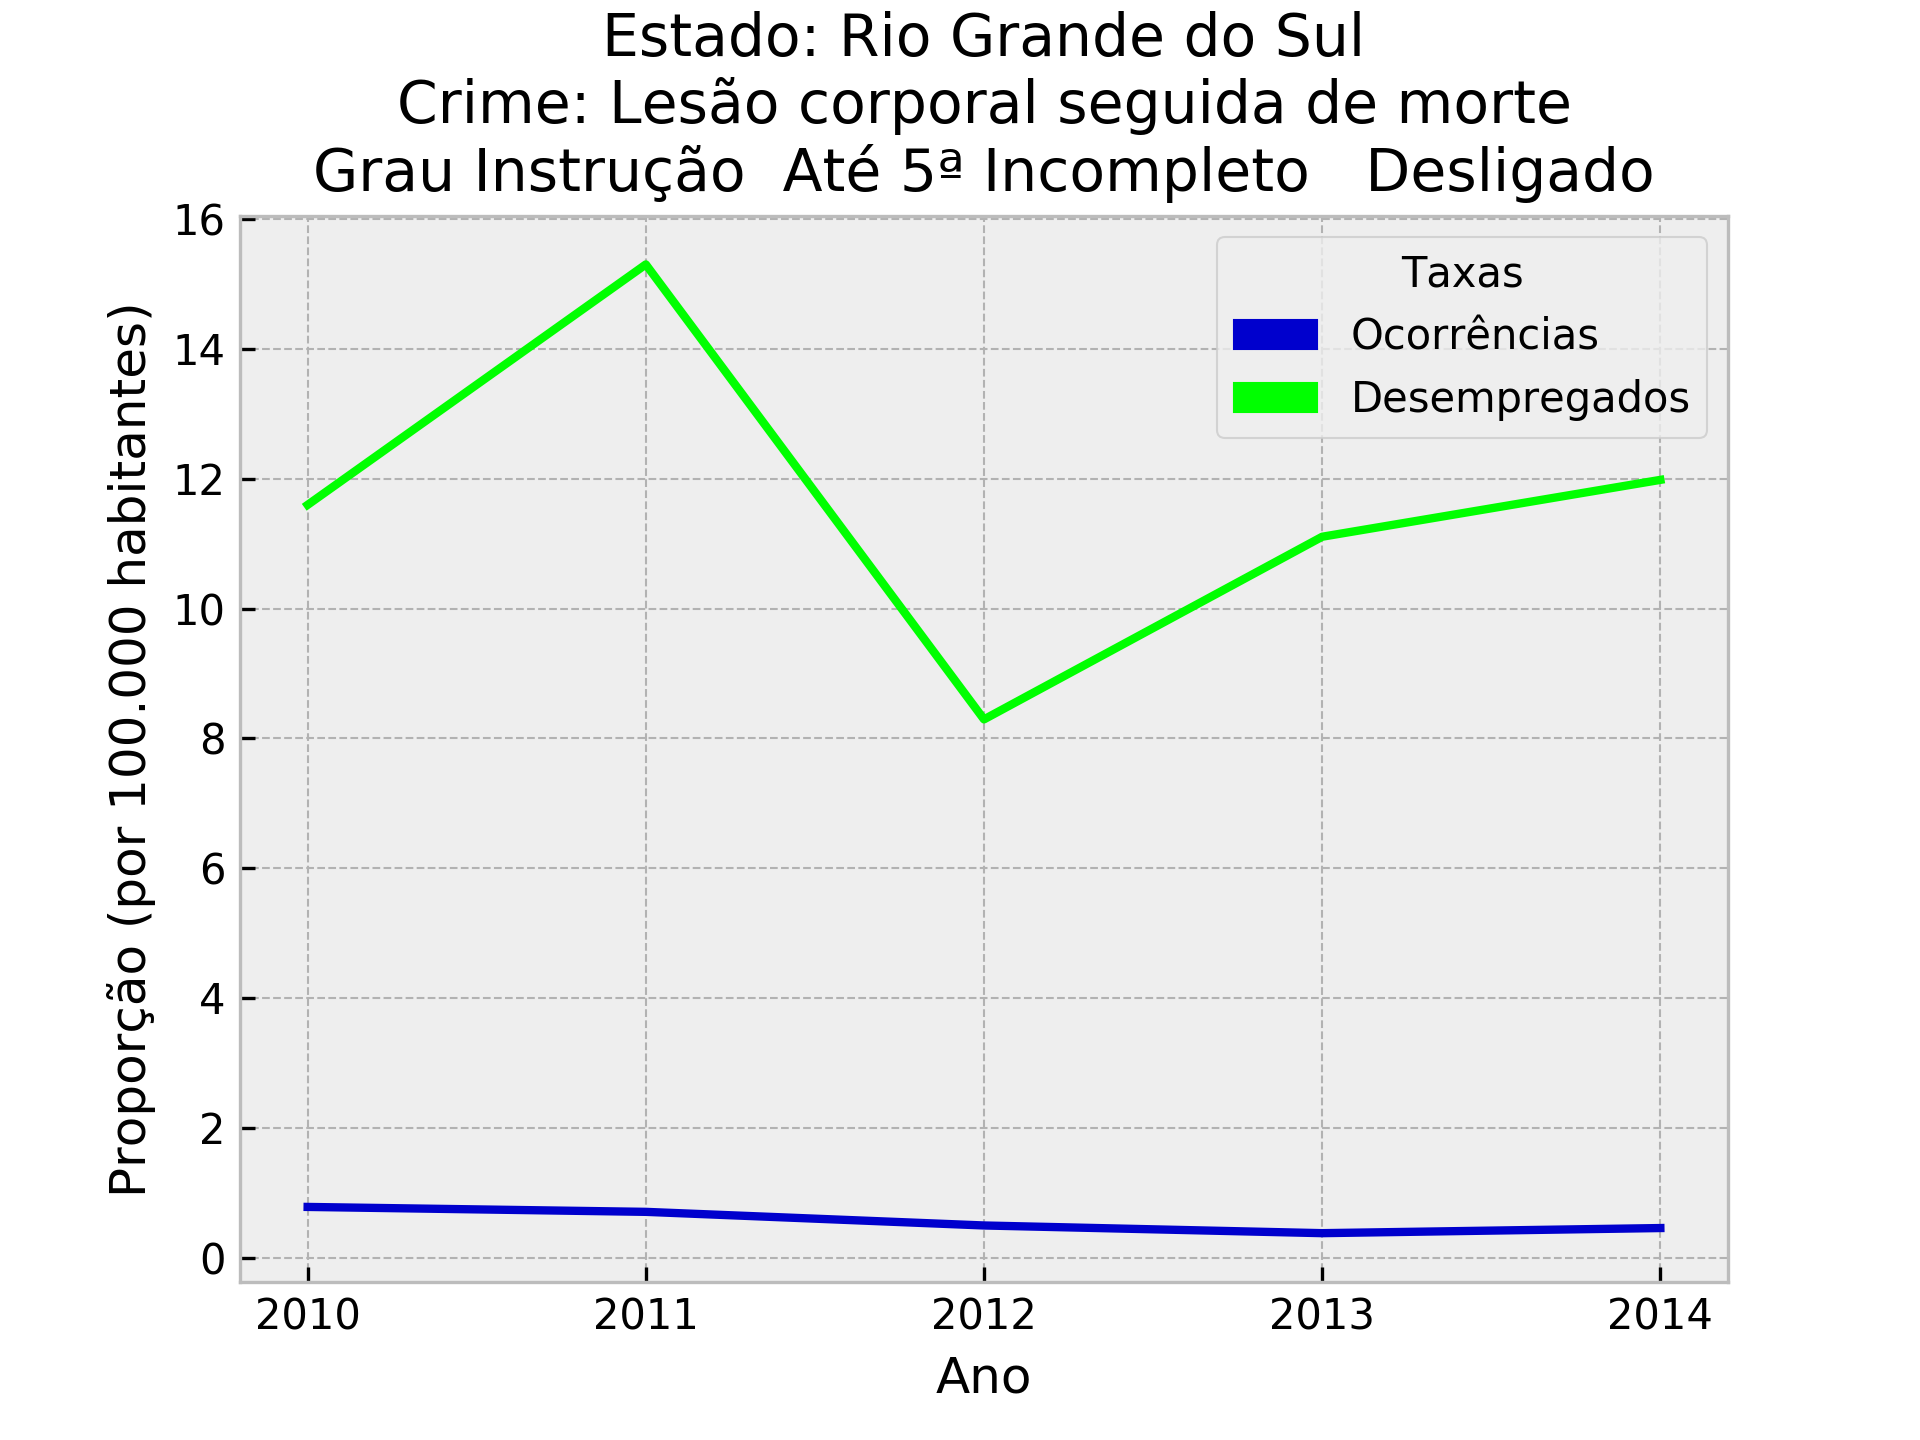 Estado: Rio Grande do Sul
Crime: Lesão corporal seguida de morte
Grau Instrução  Até 5ª Incompleto   Desligado
16
14
12
10
8
6
4
2
0
Proporção (por 100.000 habitantes)
Taxas
Ocorrências
Desempregados
2010
2011
2012
2013
2014
Ano